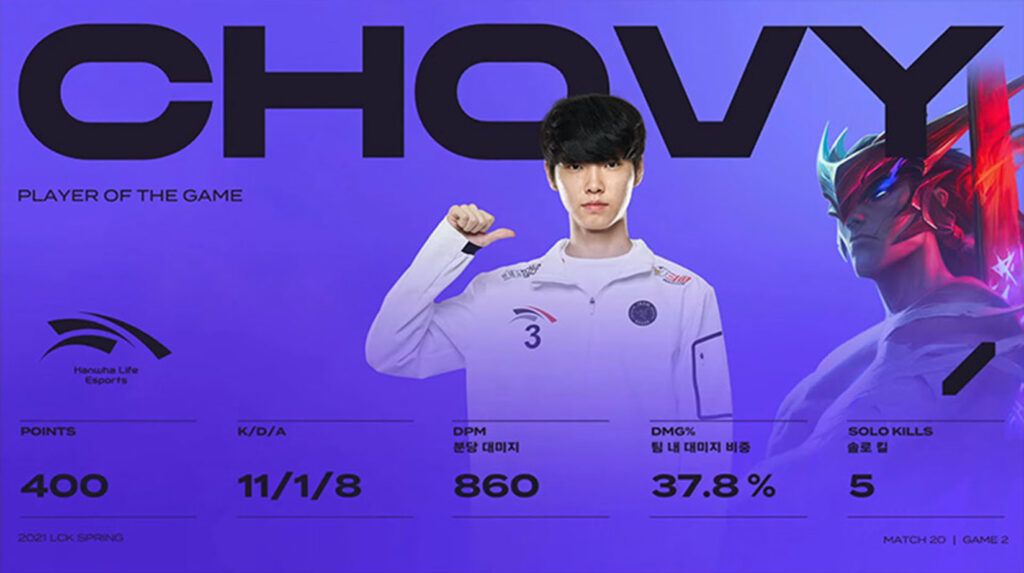 CHOVY
PLAYER OF THE GAME
3
Hanwha Life
Esports
POINTS
400
K/D/A
11/1/8
DPM
분당 대미지
860
DMG%
팀 내 대미지 비중
37.8 %
SOLO KILLS
솔로 킬
5
2021 LCK SPRING
MATCH 20 | GAME 2